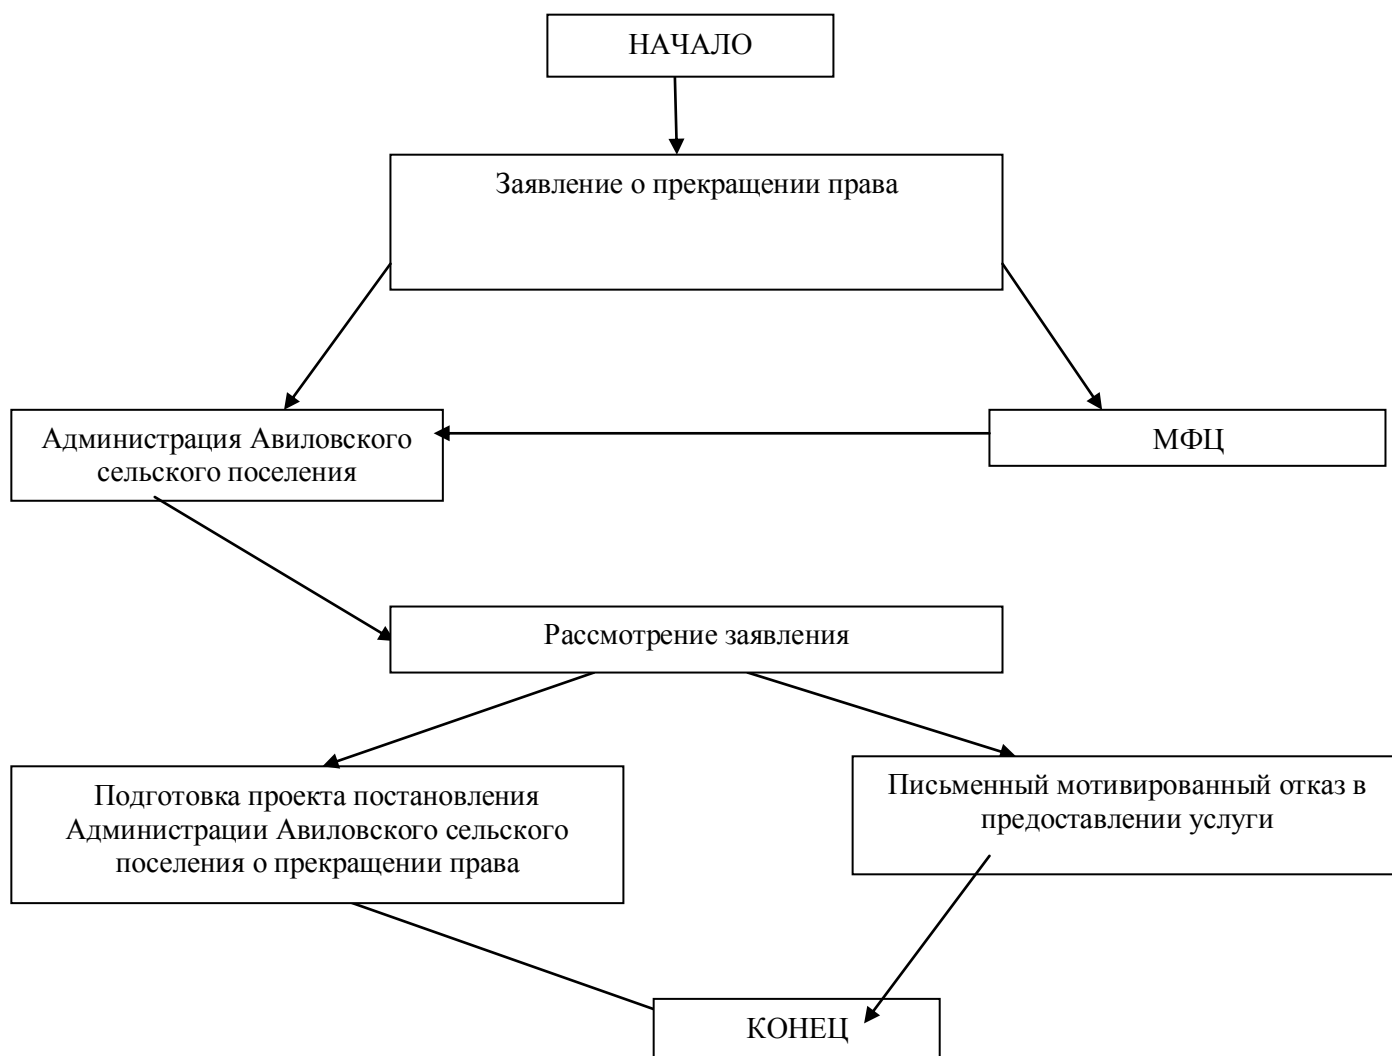 НАЧАЛО
Заявление о прекращении права
Администрация Авиловского
сельского поселения
МФЦ
Рассмотрение заявления
Подготовка проекта постановления
Администрации Авиловского сельского
поселения о прекращении права
Письменный мотивированный отказ в
предоставлении услуги
КОНЕЦ